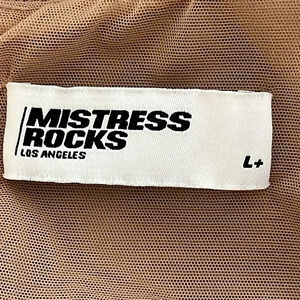 MISTRESS
ROCKS
LOS ANGELES
L+